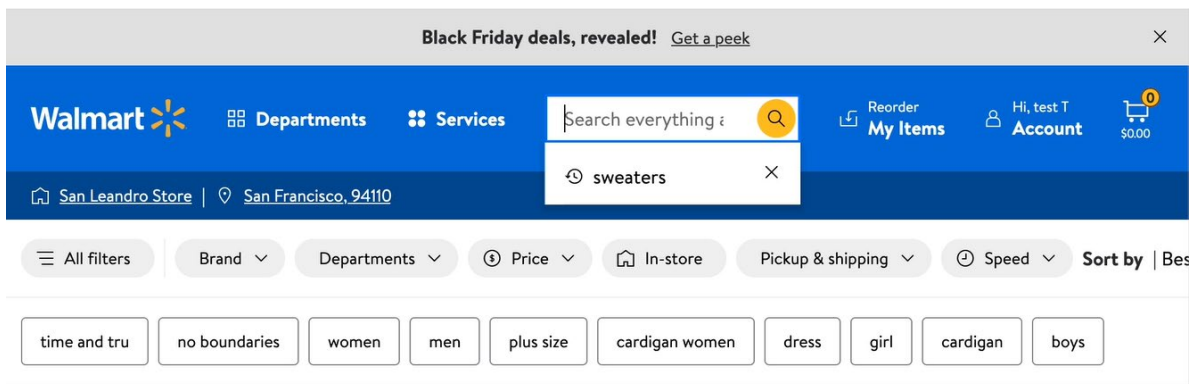 Black Friday deals, revealed! Get a peek
Walmart
Departments
Services
Search everything a
Reorder
My Items
Hi, test T
Account
0
$0.00
sweaters
San Leandro Store | San Francisco, 94110
All filters
Brand
Departments
Price
In-store
Pickup & shipping
Speed
Sort by | Bes
time and tru
no boundaries
women
men
plus size
cardigan women
dress
girl
cardigan
boys